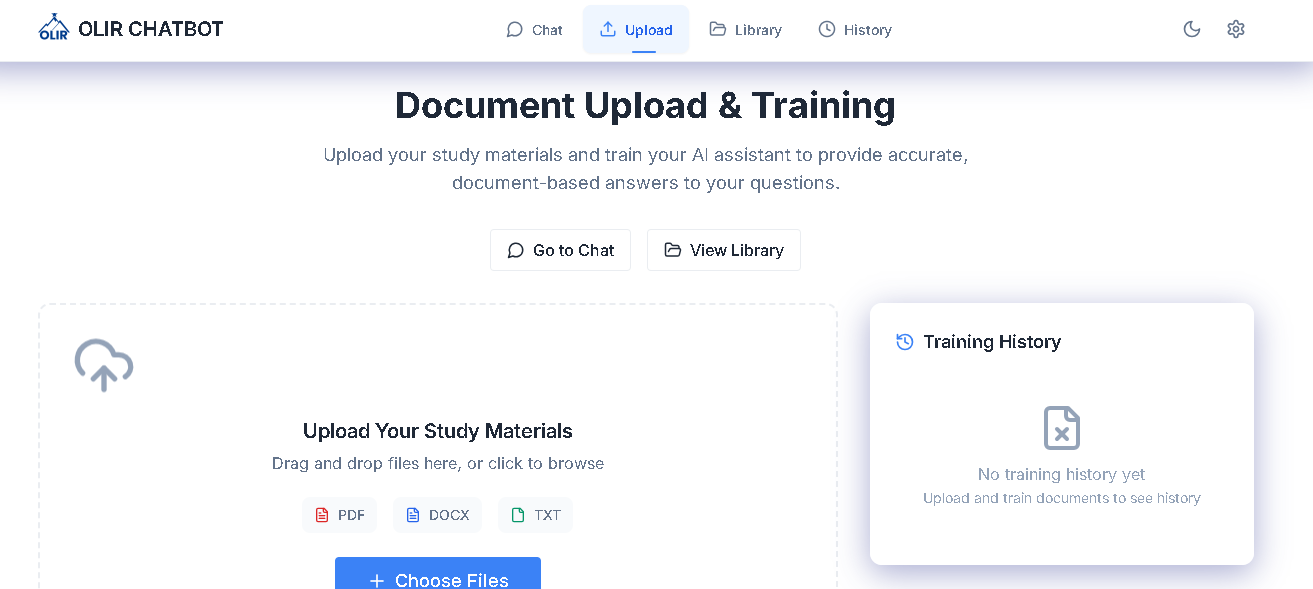 OLIR
OLIR CHATBOT
Chat
Upload
Library
History
Document Upload & Training
Upload your study materials and train your AI assistant to provide accurate,
document-based answers to your questions.
Go to Chat
View Library
Upload Your Study Materials
Drag and drop files here, or click to browse
PDF
DOCX
TXT
Choose Files
Training History
No training history yet
Upload and train documents to see history